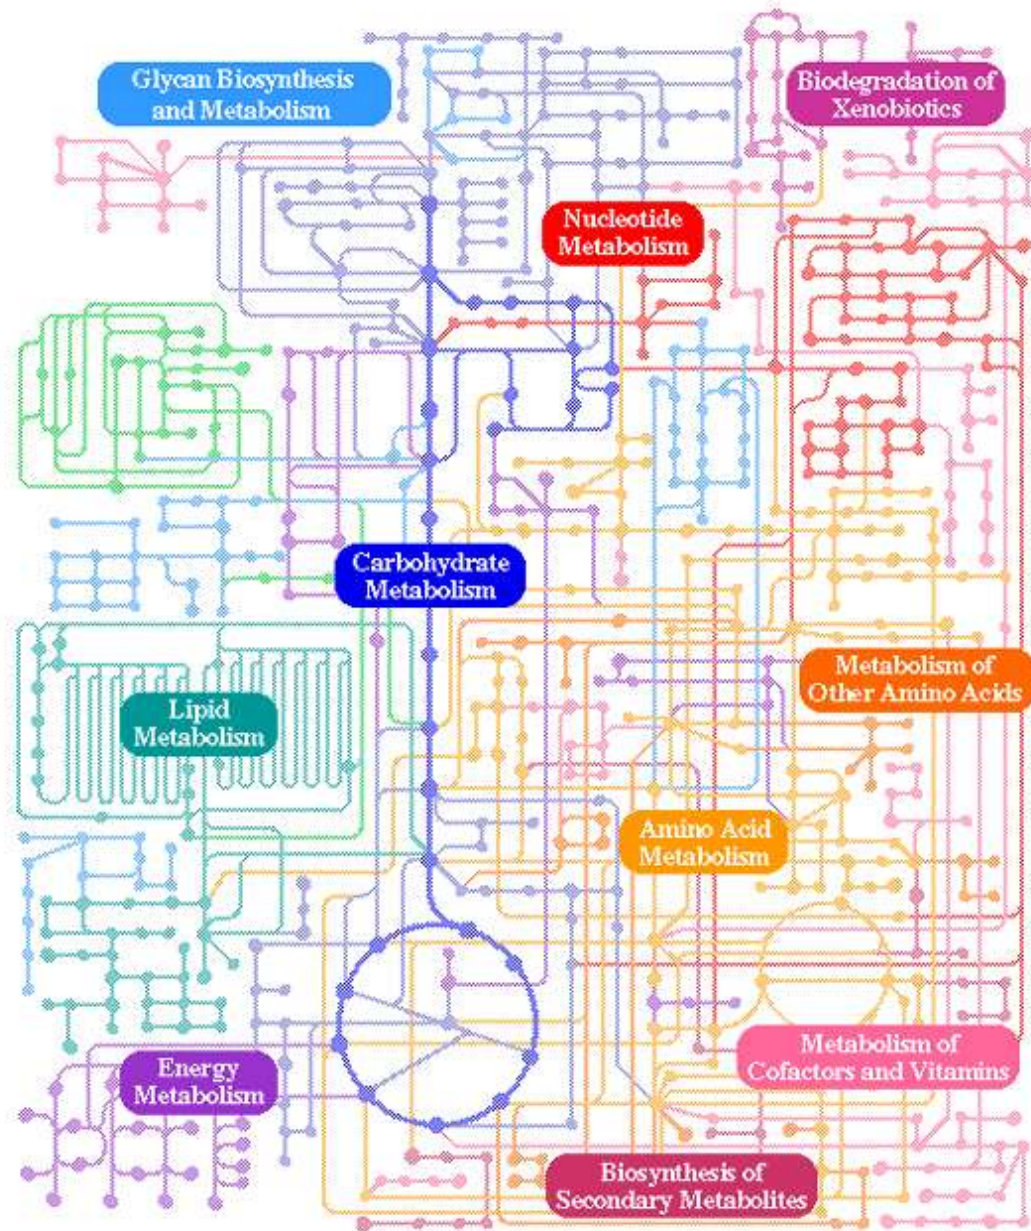 Glycan Biosynthesis
and Metabolism
Biodegradation of
Xenobiotics
Nucleotide
Metabolism
Carbohydrate
Metabolism
Metabolism of
Other Amino Acids
Lipid
Metabolism
Amino Acid
Metabolism
Metabolism of
Cofactors and Vitamins
Energy
Metabolism
Biosynthesis of
Secondary Metabolites